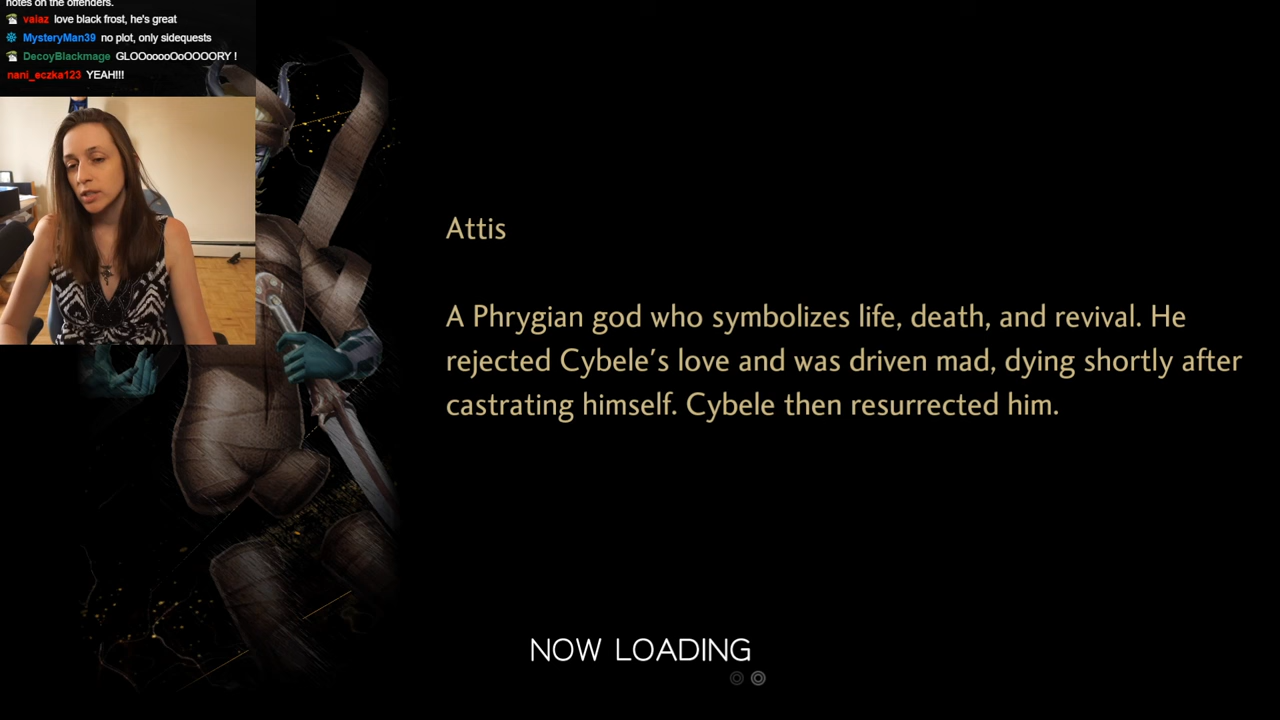 notes on the offenders.
vaiaz love black frost, he's great
MysteryMan39 no plot, only sidequests
DecoyBlackmage GLOOooooOoOOOORY !
nani_eczka123 YEAH!!!
Attis
A Phrygian god who symbolizes life, death, and revival. He
rejected Cybele's love and was driven mad, dying shortly after
castrating himself. Cybele then resurrected him.
NOW LOADING